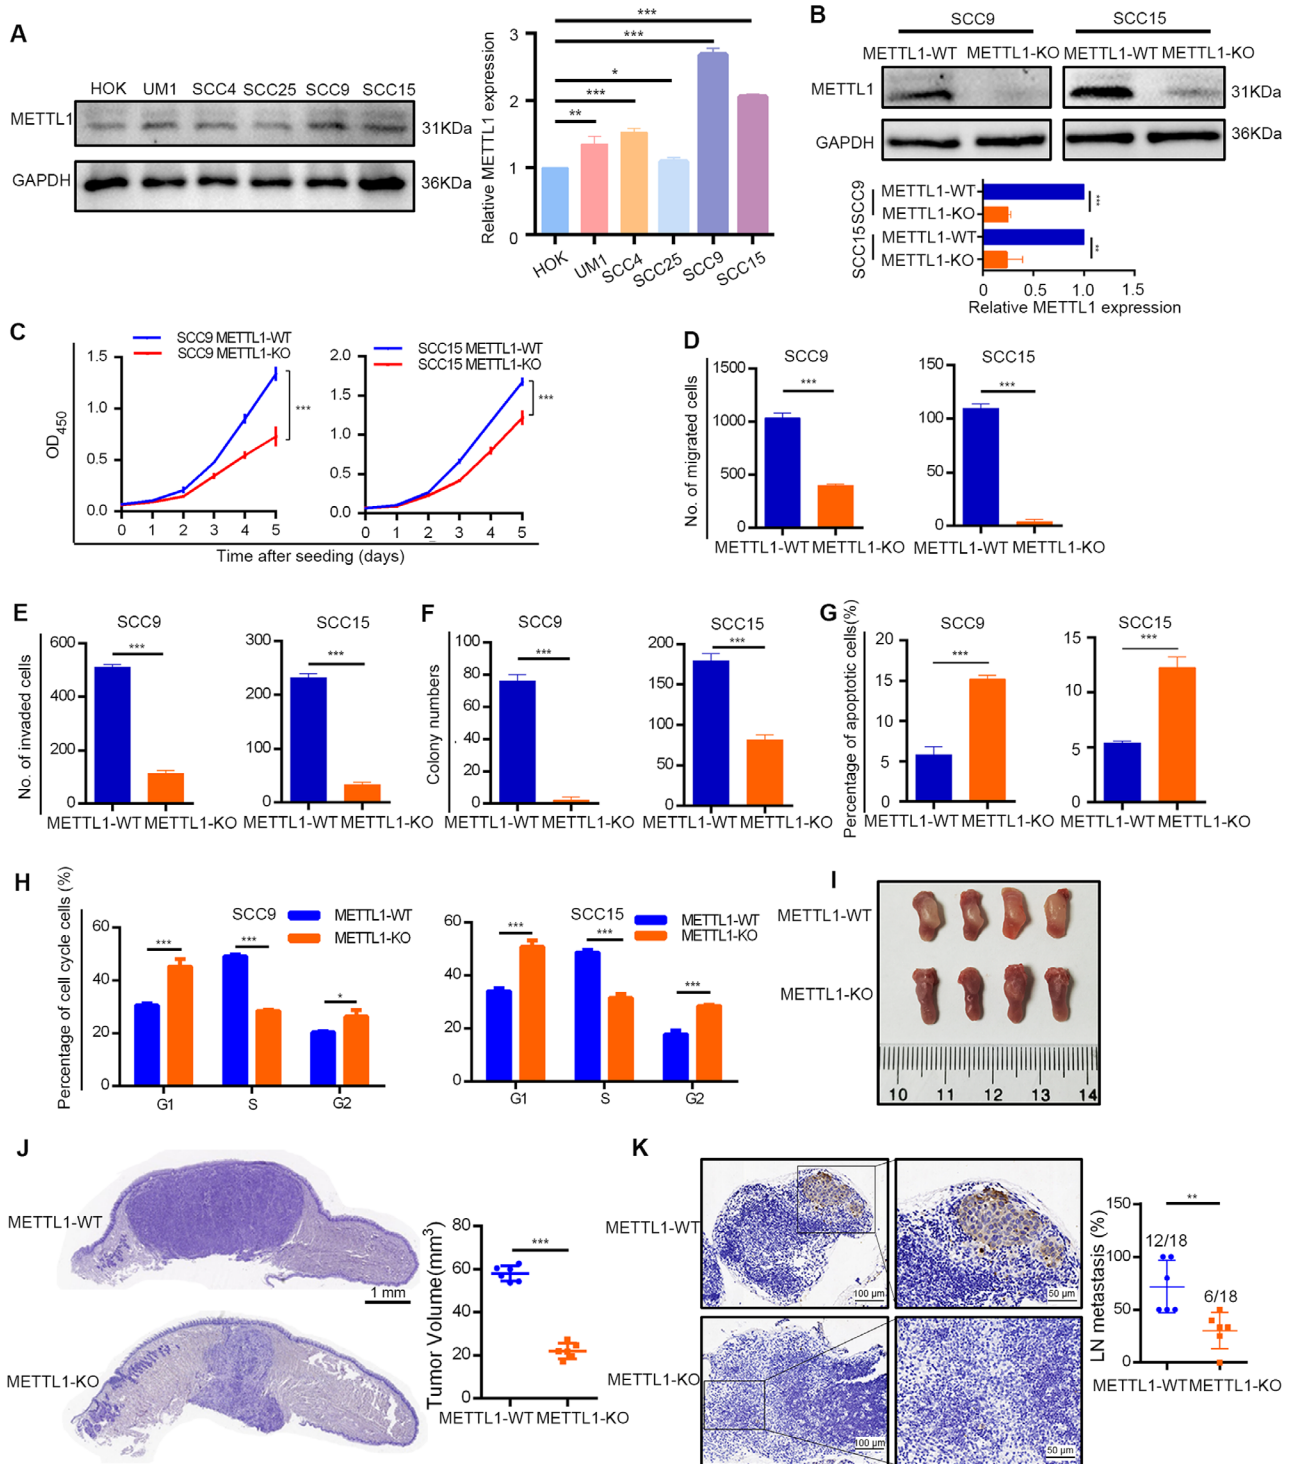 A
HOK UM1 SCC4 SCC25 SCC9 SCC15
METTL1
31KDa
GAPDH
36KDa
Relative METTL1 expression
3
2
1
0
***
***
*
***
**
HOK UM1 SCC4 SCC25 SCC9 SCC15
B
SCC9 SCC15
METTL1-WT METTL1-KO METTL1-WT METTL1-KO
METTL1
31KDa
GAPDH
36KDa
SCC9
METTL1-WT
METTL1-KO
***
SCC15
METTL1-WT
METTL1-KO
**
0 0.5 1.0 1.5
Relative METTL1 expression
C
SCC9 METTL1-WT
SCC9 METTL1-KO
OD450
1.5
1.0
0.5
0.0
***
0 1 2 3 4 5
SCC15 METTL1-WT
SCC15 METTL1-KO
2.0
1.5
1.0
0.5
0.0
***
0 1 2 3 4 5
Time after seeding (days)
D
No. of migrated cells
SCC9
1500
1000
500
0
***
METTL1-WT METTL1-KO
SCC15
150
100
50
0
***
METTL1-WT METTL1-KO
E
No. of invaded cells
SCC9
600
400
200
0
***
METTL1-WT METTL1-KO
SCC15
300
200
100
0
***
METTL1-WT METTL1-KO
F
Colony numbers
SCC9
100
80
60
40
20
0
***
METTL1-WT METTL1-KO
SCC15
200
150
100
50
0
***
METTL1-WT METTL1-KO
G
Percentage of apoptotic cells(%)
SCC9
20
15
10
5
0
***
METTL1-WT METTL1-KO
SCC15
15
10
5
0
***
METTL1-WT METTL1-KO
H
Percentage of cell cycle cells (%)
SCC9
METTL1-WT
METTL1-KO
60
40
20
0
*** *** *
G1 S G2
SCC15
METTL1-WT
METTL1-KO
60
40
20
0
*** *** ***
G1 S G2
I
METTL1-WT
METTL1-KO
10 11 12 13 14
J
METTL1-WT
1 mm
METTL1-KO
Tumor Volume(mm3)
80
60
40
20
0
***
METTL1-WT METTL1-KO
K
METTL1-WT
100 µm
50 µm
METTL1-KO
100 µm
50 µm
LN metastasis (%)
150
100
50
0
**
12/18
6/18
METTL1-WT METTL1-KO